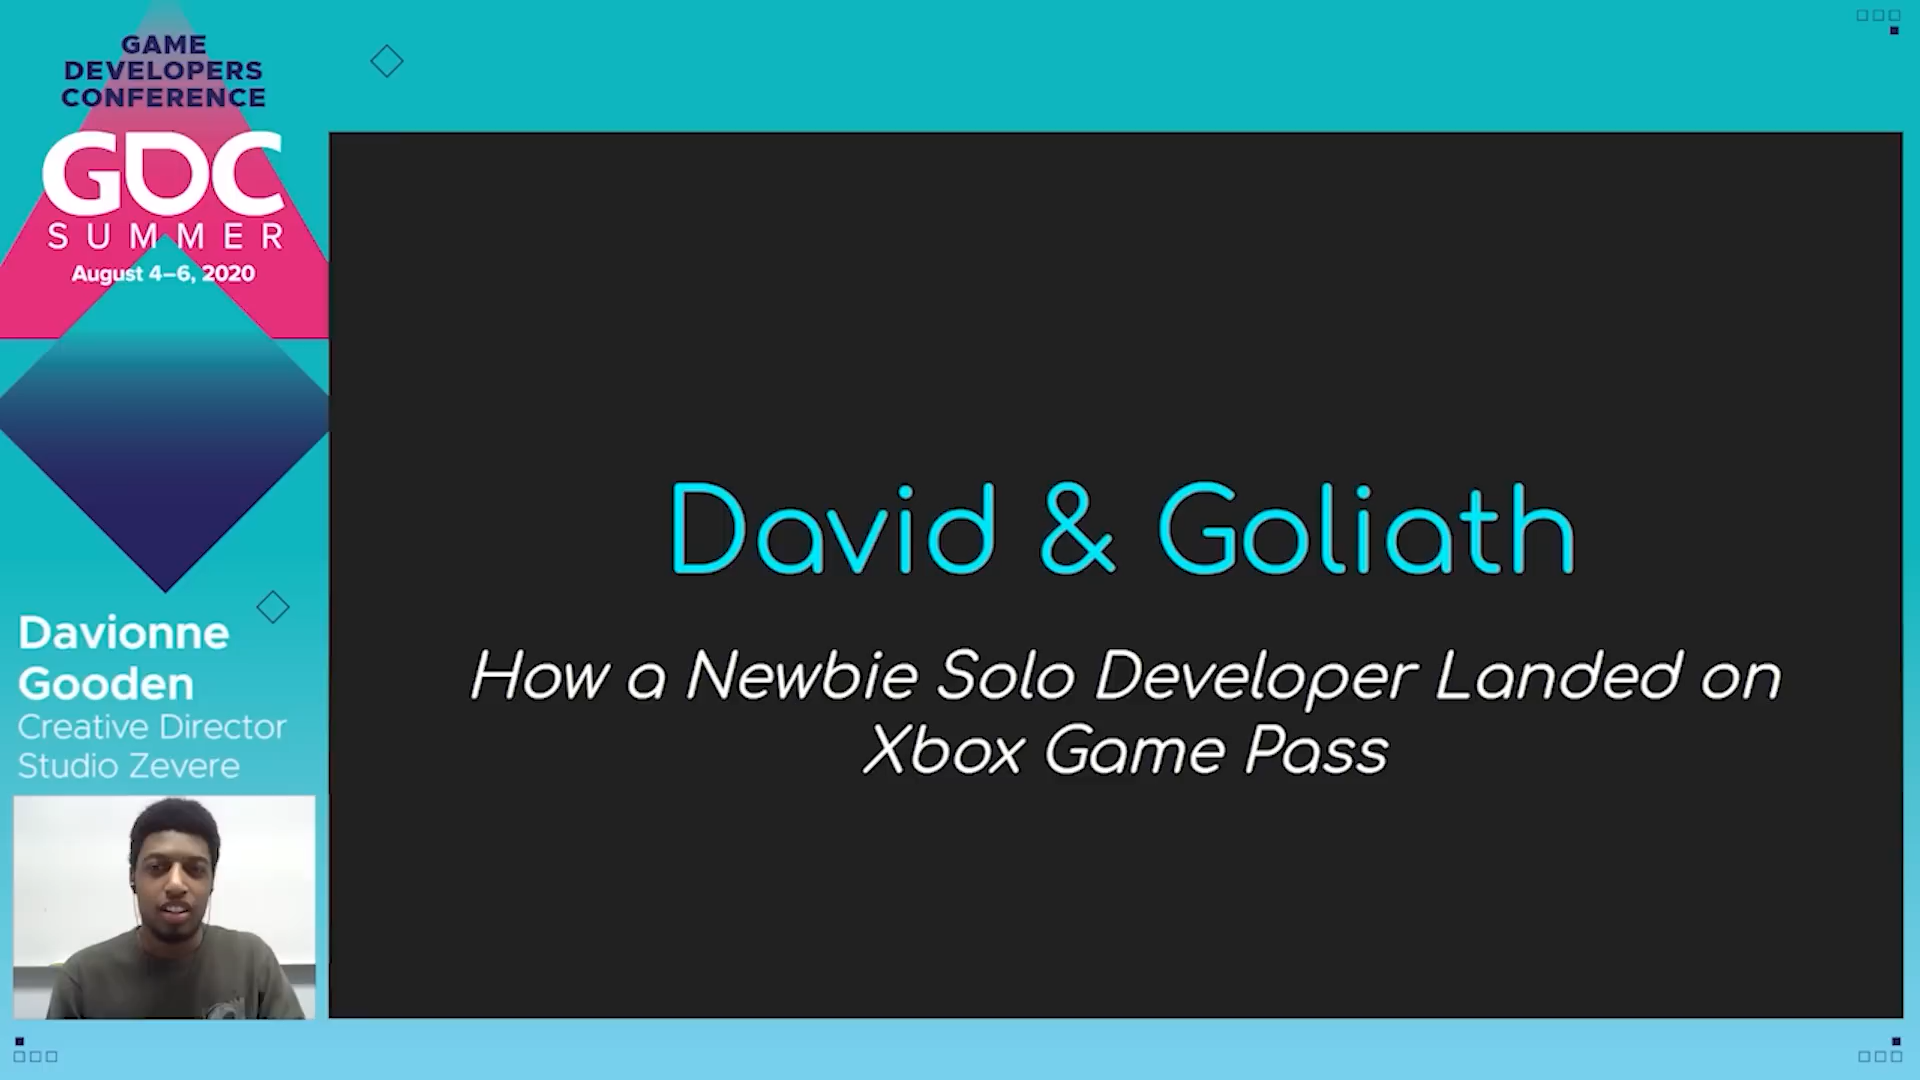 GAME
DEVELOPERS
CONFERENCE
GDC
SUMMER
August 4–6, 2020
Davionne
Gooden
Creative Director
Studio Zevere
David & Goliath
How a Newbie Solo Developer Landed on
Xbox Game Pass